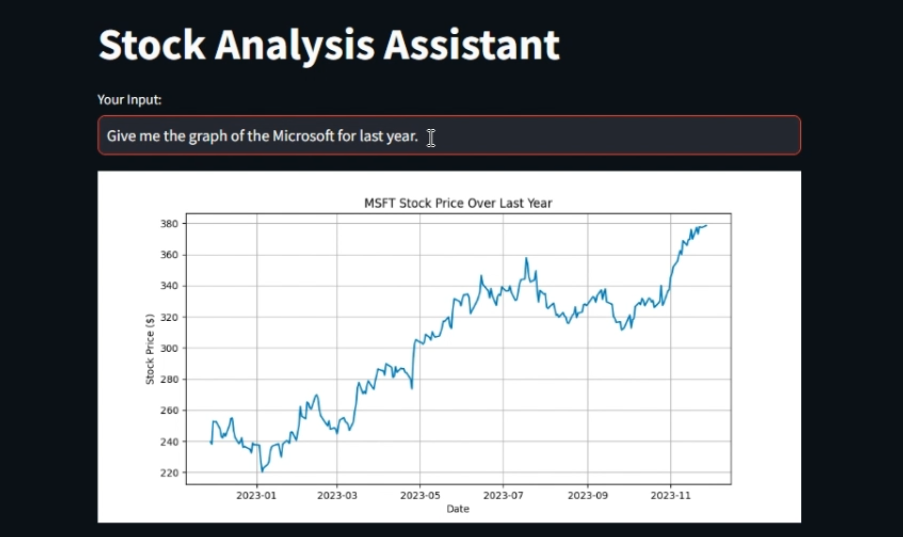 Stock Analysis Assistant
Your Input:
Give me the graph of the Microsoft for last year.
MSFT Stock Price Over Last Year
380
360
340
320
300
280
260
240
220
Stock Price ($)
2023-01 2023-03 2023-05 2023-07 2023-09 2023-11
Date